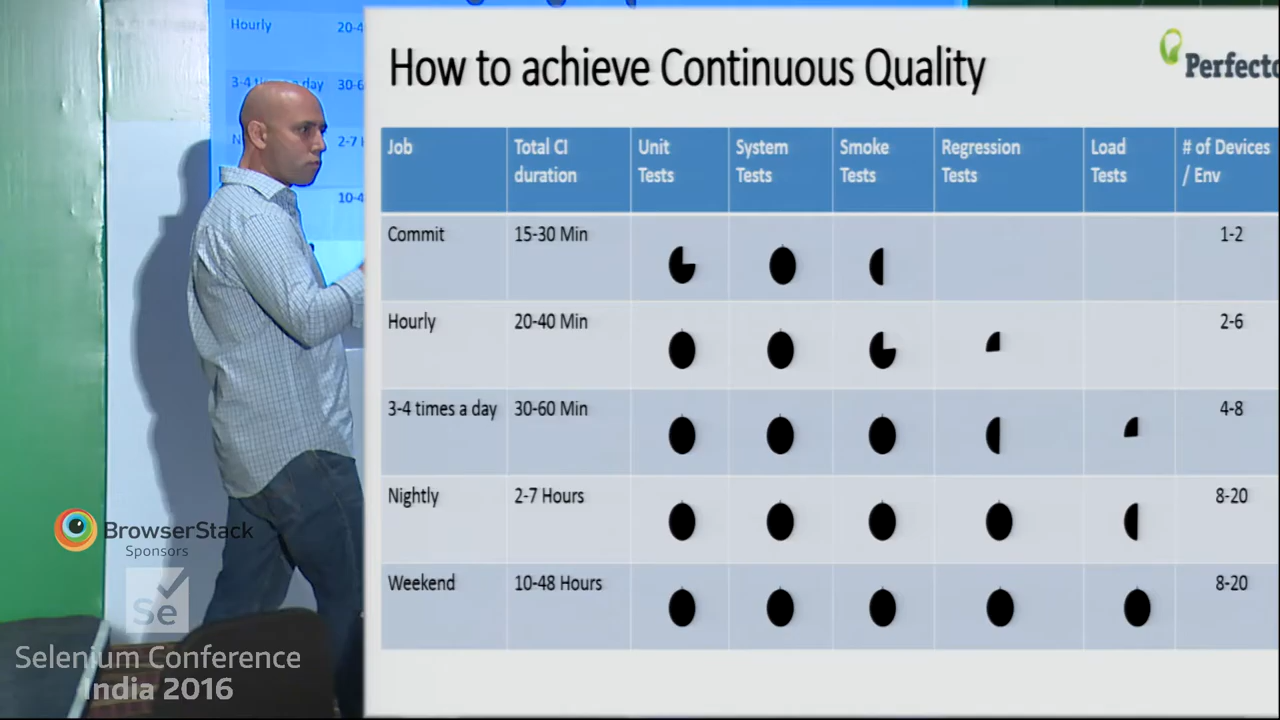 Hourly
20-4
3-4 times a day
30-6
2-7
10-4
How to achieve Continuous Quality
Perfecto
Job
Total CI duration
Unit Tests
System Tests
Smoke Tests
Regression Tests
Load Tests
# of Devices / Env
Commit
15-30 Min
1-2
Hourly
20-40 Min
2-6
3-4 times a day
30-60 Min
4-8
Nightly
2-7 Hours
8-20
Weekend
10-48 Hours
8-20
BrowserStack
Sponsors
Se
Selenium Conference
India 2016